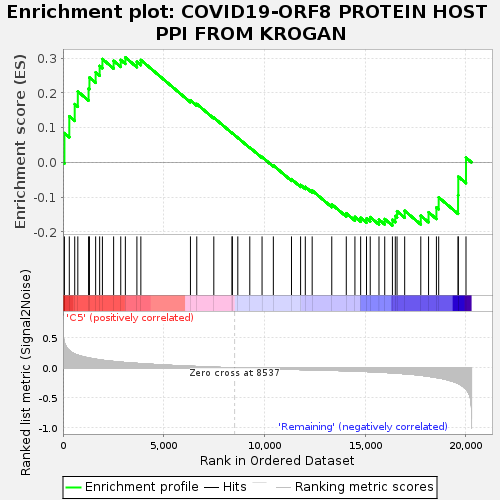 Enrichment plot: COVID19-ORF8 PROTEIN HOST
PPI FROM KROGAN
Enrichment score (ES)
0.3
0.2
0.1
0.0
-0.1
-0.2
'C5' (positively correlated)
Ranked list metric (Signal2Noise)
0.5
0.0
-0.5
-1.0
Zero cross at 8537
'Remaining' (negatively correlated)
0
5,000
10,000
15,000
20,000
Rank in Ordered Dataset
Enrichment profile
Hits
Ranking metric scores